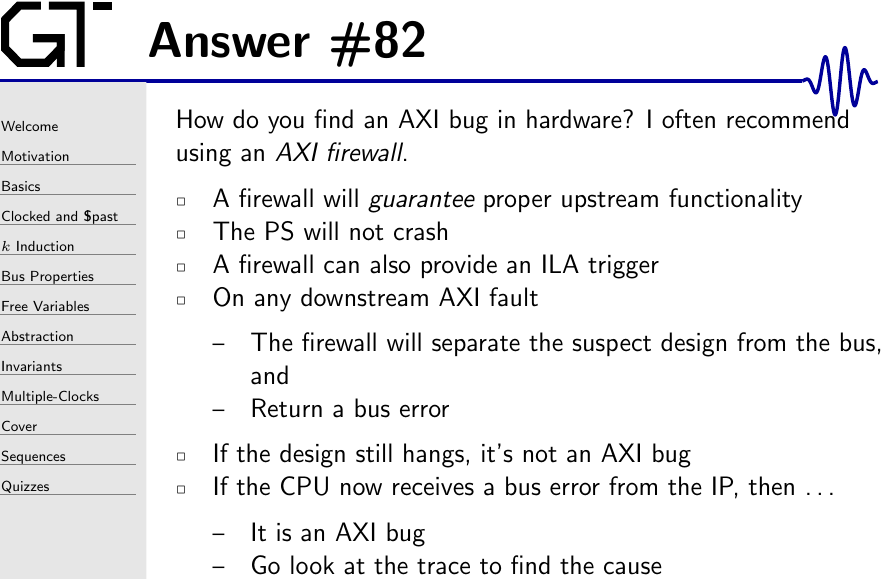 GT
Answer #82
Welcome
Motivation
Basics
Clocked and $past
k Induction
Bus Properties
Free Variables
Abstraction
Invariants
Multiple-Clocks
Cover
Sequences
Quizzes
How do you find an AXI bug in hardware? I often recommend
using an AXI firewall.
▫ A firewall will guarantee proper upstream functionality
▫ The PS will not crash
▫ A firewall can also provide an ILA trigger
▫ On any downstream AXI fault
– The firewall will separate the suspect design from the bus,
and
– Return a bus error
▫ If the design still hangs, it's not an AXI bug
▫ If the CPU now receives a bus error from the IP, then ...
– It is an AXI bug
– Go look at the trace to find the cause